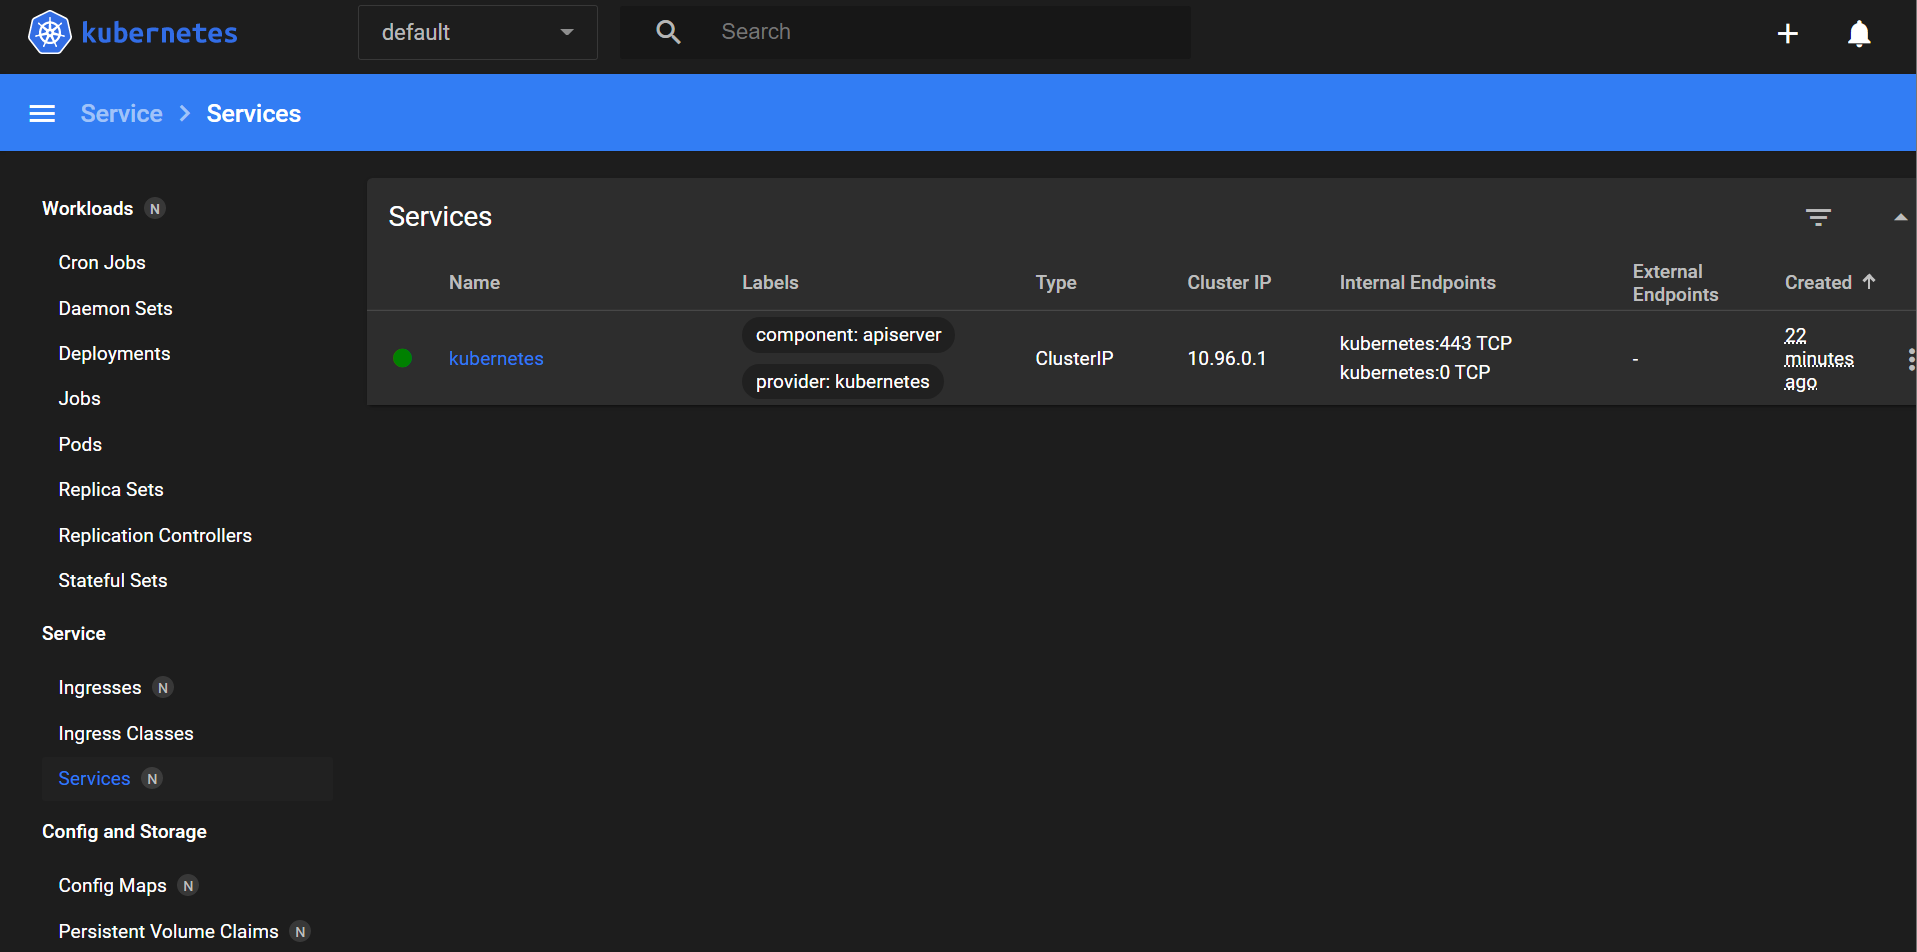 kubernetes
default
Search
Service
Services
Workloads N
Cron Jobs
Daemon Sets
Deployments
Jobs
Pods
Replica Sets
Replication Controllers
Stateful Sets
Service
Ingresses N
Ingress Classes
Services N
Config and Storage
Config Maps N
Persistent Volume Claims N
Services
Name
Labels
Type
Cluster IP
Internal Endpoints
External
Endpoints
Created
kubernetes
component: apiserver
provider: kubernetes
ClusterIP
10.96.0.1
kubernetes:443 TCP
kubernetes:0 TCP
-
22
minutes
ago